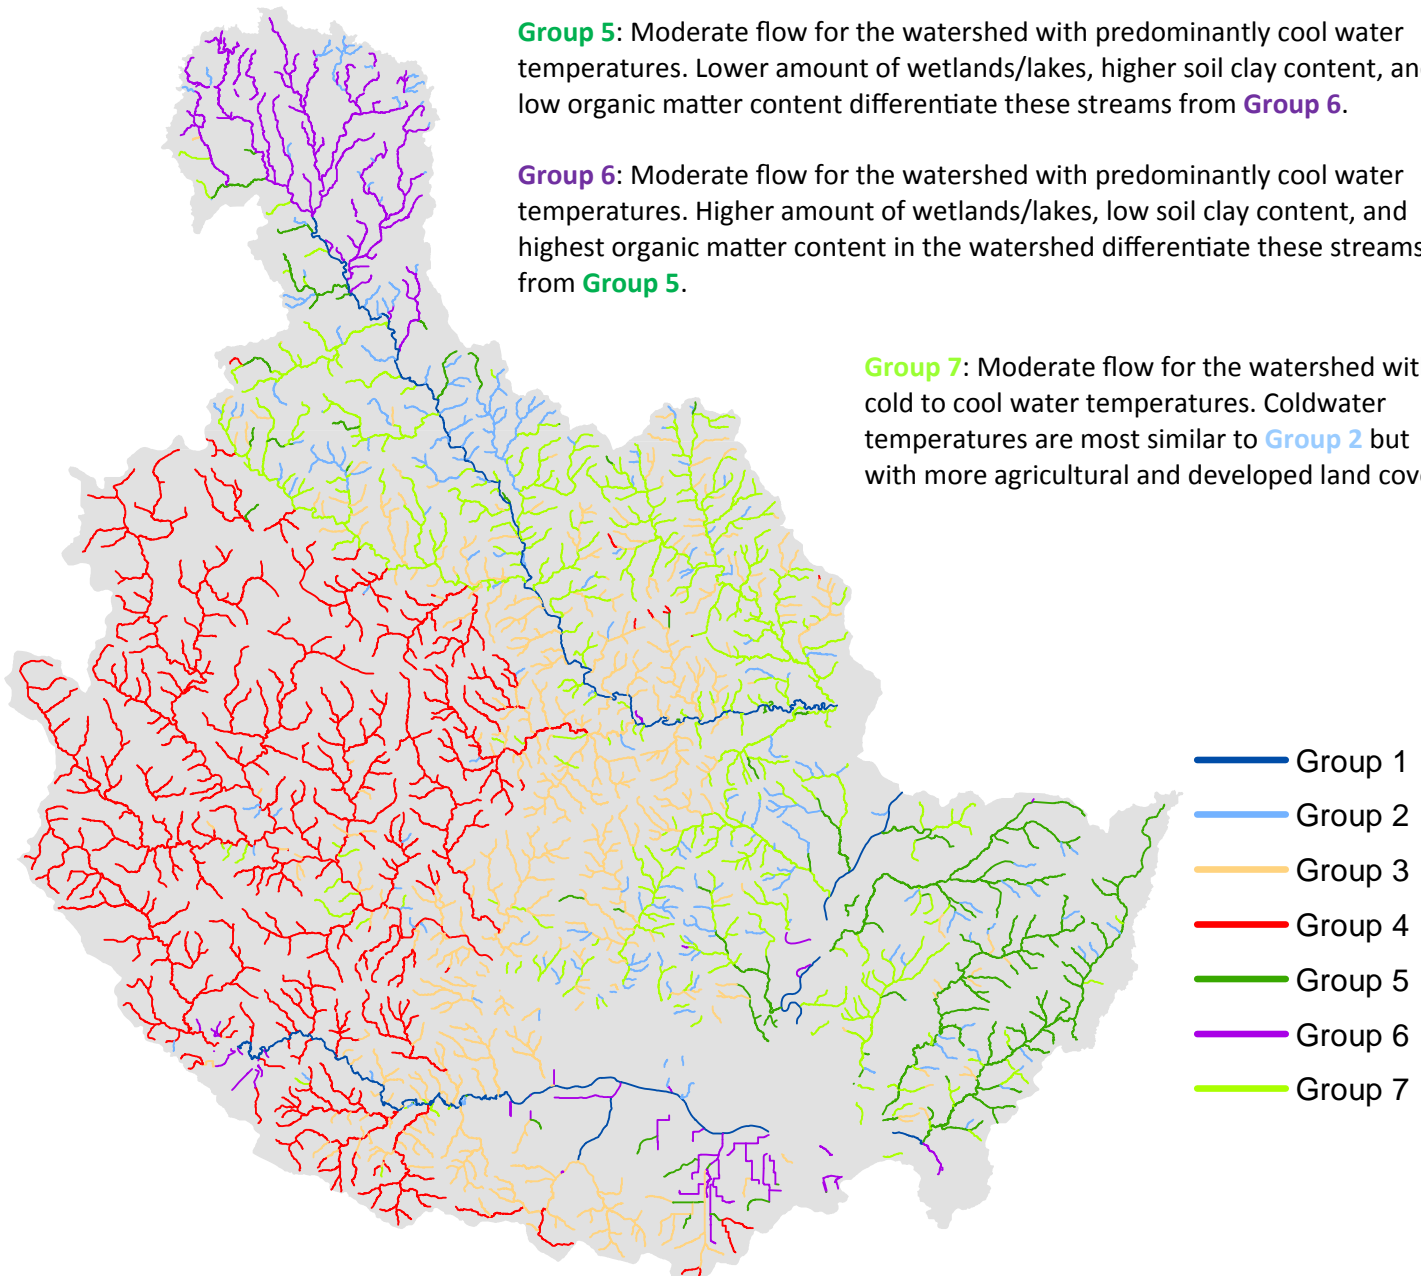 Group 5: Moderate flow for the watershed with predominantly cool water
temperatures. Lower amount of wetlands/lakes, higher soil clay content, an
low organic matter content differentiate these streams from Group 6.
Group 6: Moderate flow for the watershed with predominantly cool water
temperatures. Higher amount of wetlands/lakes, low soil clay content, and
highest organic matter content in the watershed differentiate these streams
from Group 5.
Group 7: Moderate flow for the watershed wit
cold to cool water temperatures. Coldwater
temperatures are most similar to Group 2 but
with more agricultural and developed land cov
Group 1
Group 2
Group 3
Group 4
Group 5
Group 6
Group 7